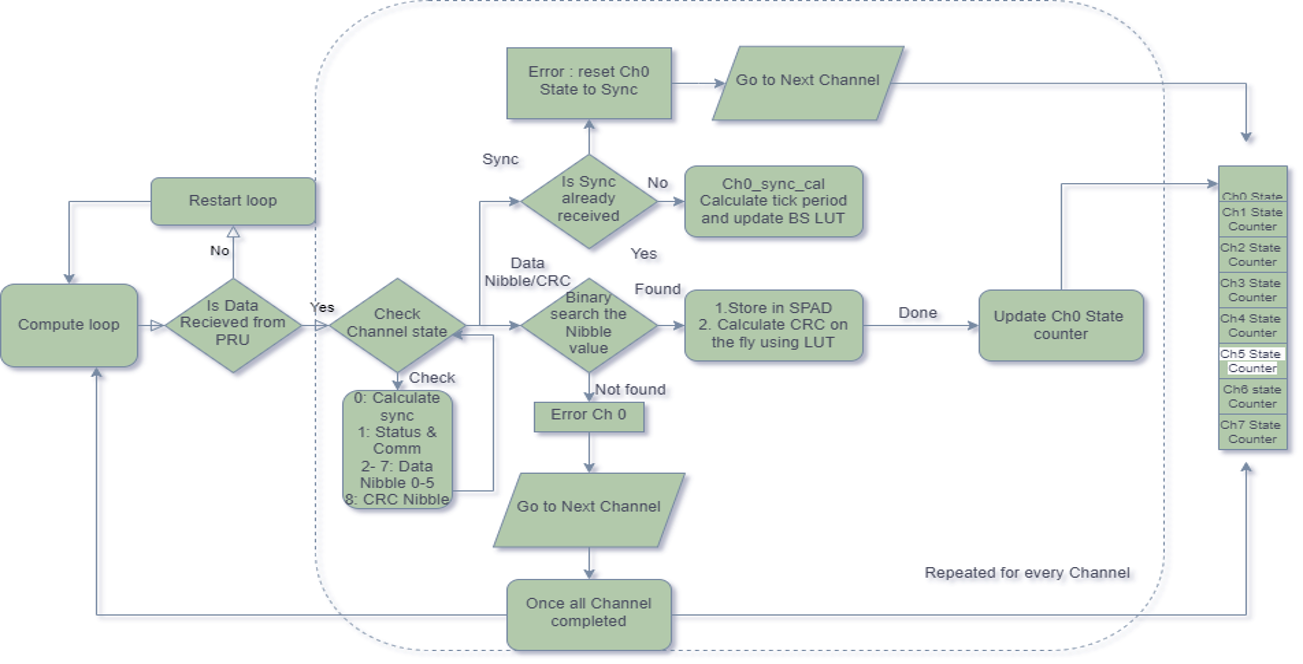 Error : reset Ch0
State to Sync
Go to Next Channel
Sync
Is Sync
already
received
No
Ch0_sync_cal
Calculate tick period
and update BS LUT
Restart loop
Ch0 State
Ch1 State
Counter
Ch2 State
Counter
Ch3 State
Counter
Ch4 State
Counter
Ch5 State
Counter
Ch6 state
Counter
Ch7 State
Counter
No
Yes
Data
Nibble/CRC
Found
Compute loop
Is Data
Recieved from
PRU
Yes
Check
Channel state
Binary
search the
Nibble
value
1.Store in SPAD
2. Calculate CRC on
the fly using LUT
Done
Update Ch0 State
counter
Check
0: Calculate
sync
1: Status &
Comm
2- 7: Data
Nibble 0-5
8: CRC Nibble
Not found
Error Ch 0
Go to Next Channel
Repeated for every Channel
Once all Channel
completed